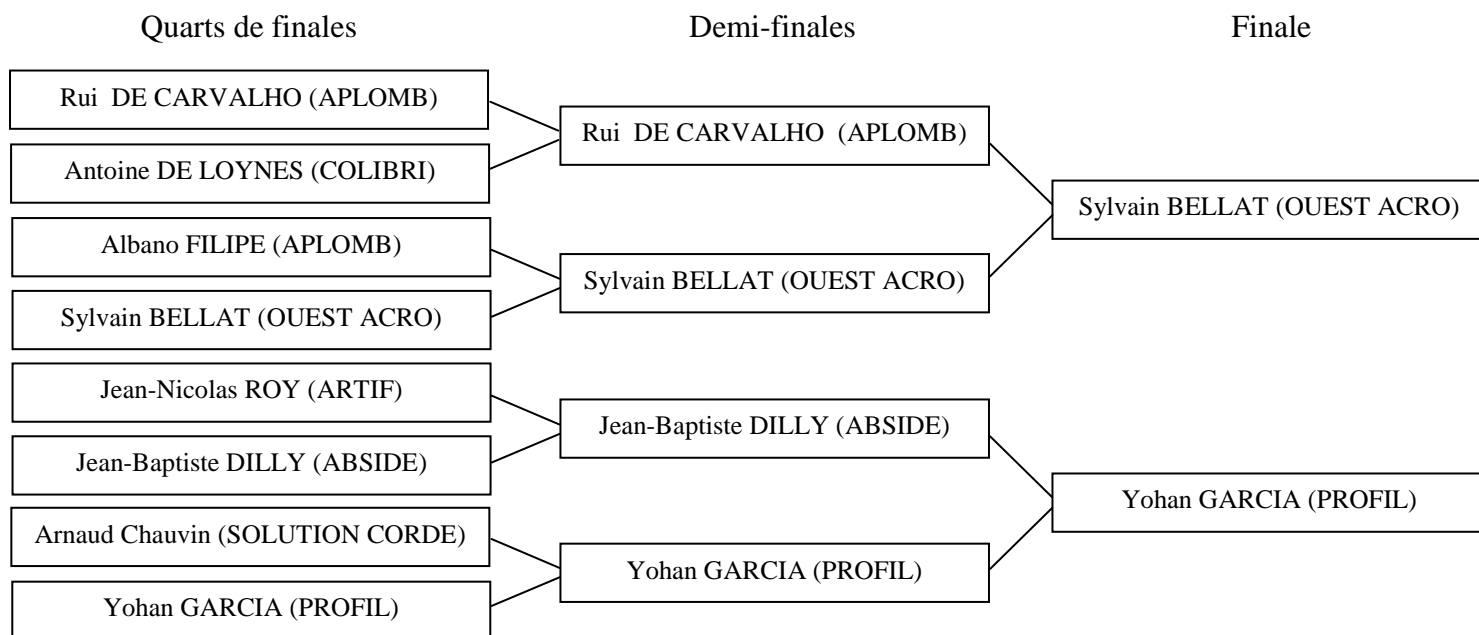 Quarts de finales
Demi-finales
Finale
Rui DE CARVALHO (APLOMB)
Antoine DE LOYNES (COLIBRI)
Albano FILIPE (APLOMB)
Sylvain BELLAT (OUEST ACRO)
Jean-Nicolas ROY (ARTIF)
Jean-Baptiste DILLY (ABSIDE)
Arnaud Chauvin (SOLUTION CORDE)
Yohan GARCIA (PROFIL)
Rui DE CARVALHO (APLOMB)
Sylvain BELLAT (OUEST ACRO)
Jean-Baptiste DILLY (ABSIDE)
Yohan GARCIA (PROFIL)
Sylvain BELLAT (OUEST ACRO)
Yohan GARCIA (PROFIL)